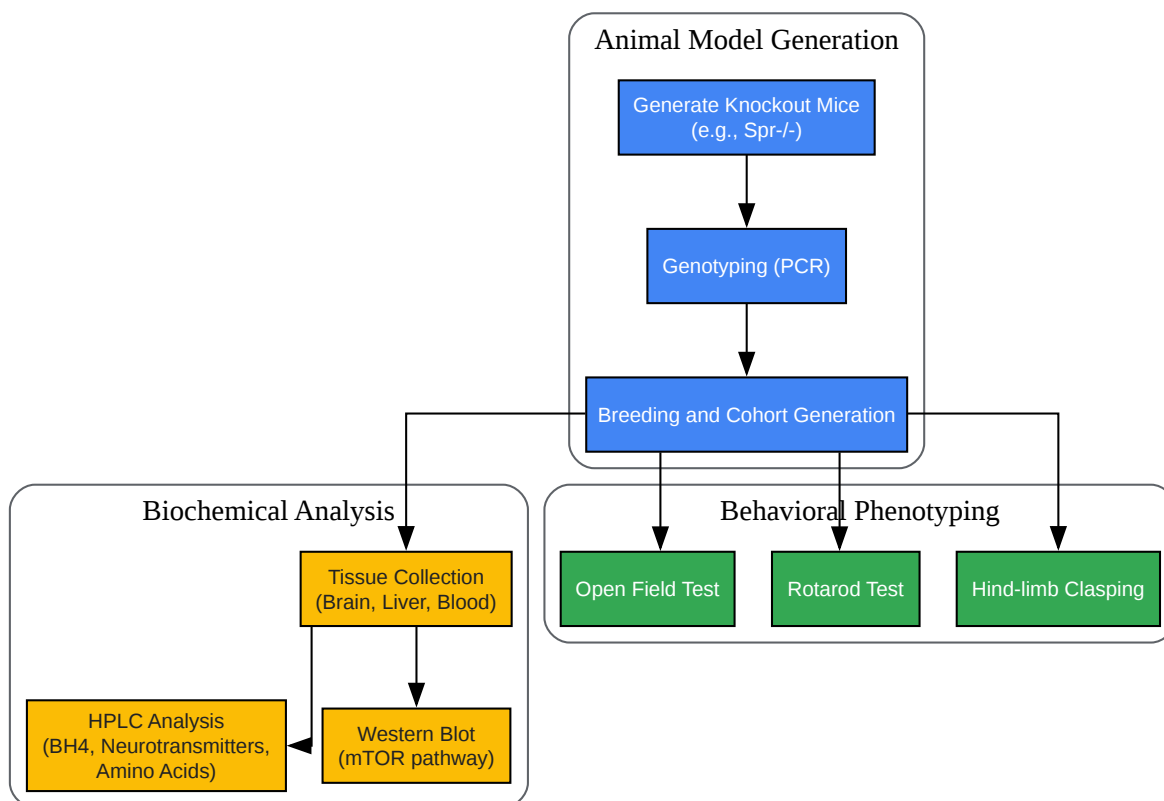 Animal Model Generation
Generate Knockout Mice
(e.g., Spr-/-)
Genotyping (PCR)
Breeding and Cohort Generation
Biochemical Analysis
Tissue Collection
(Brain, Liver, Blood)
HPLC Analysis
(BH4, Neurotransmitters,
Amino Acids)
Western Blot
(mTOR pathway)
Behavioral Phenotyping
Open Field Test
Rotarod Test
Hind-limb Clasping